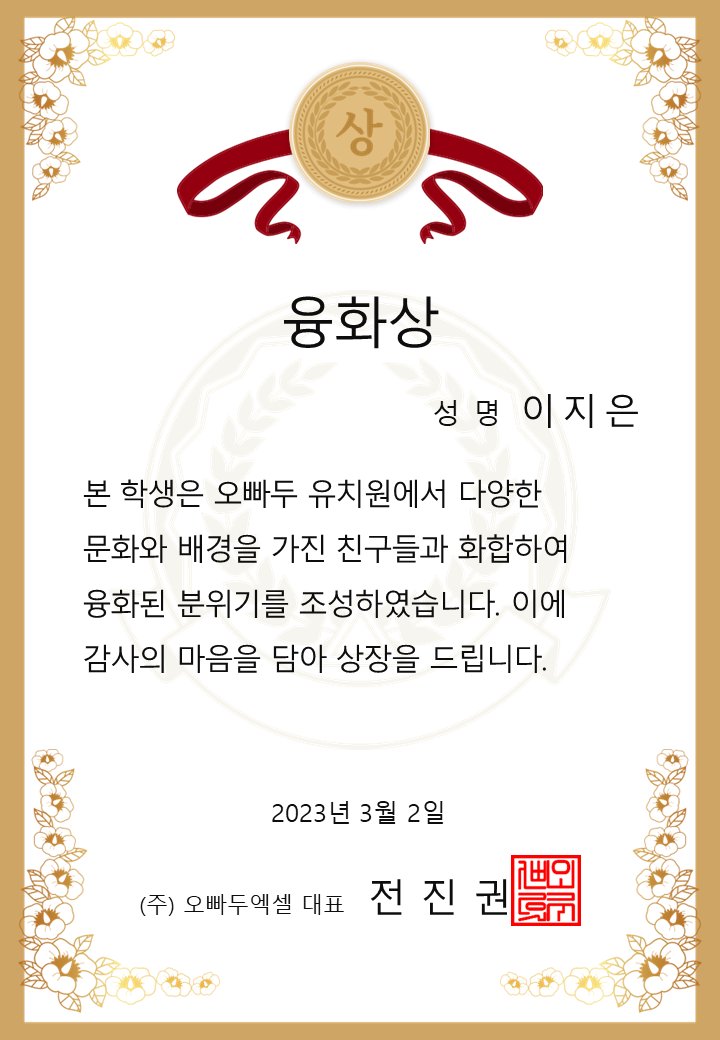 상
융화상
성 명 이 지 은
본 학생은 오빠두 유치원에서 다양한
문화와 배경을 가진 친구들과 화합하여
융화된 분위기를 조성하였습니다. 이에
감사의 마음을 담아 상장을 드립니다.
2023년 3월 2일
(주) 오빠두엑셀 대표 전 진 권